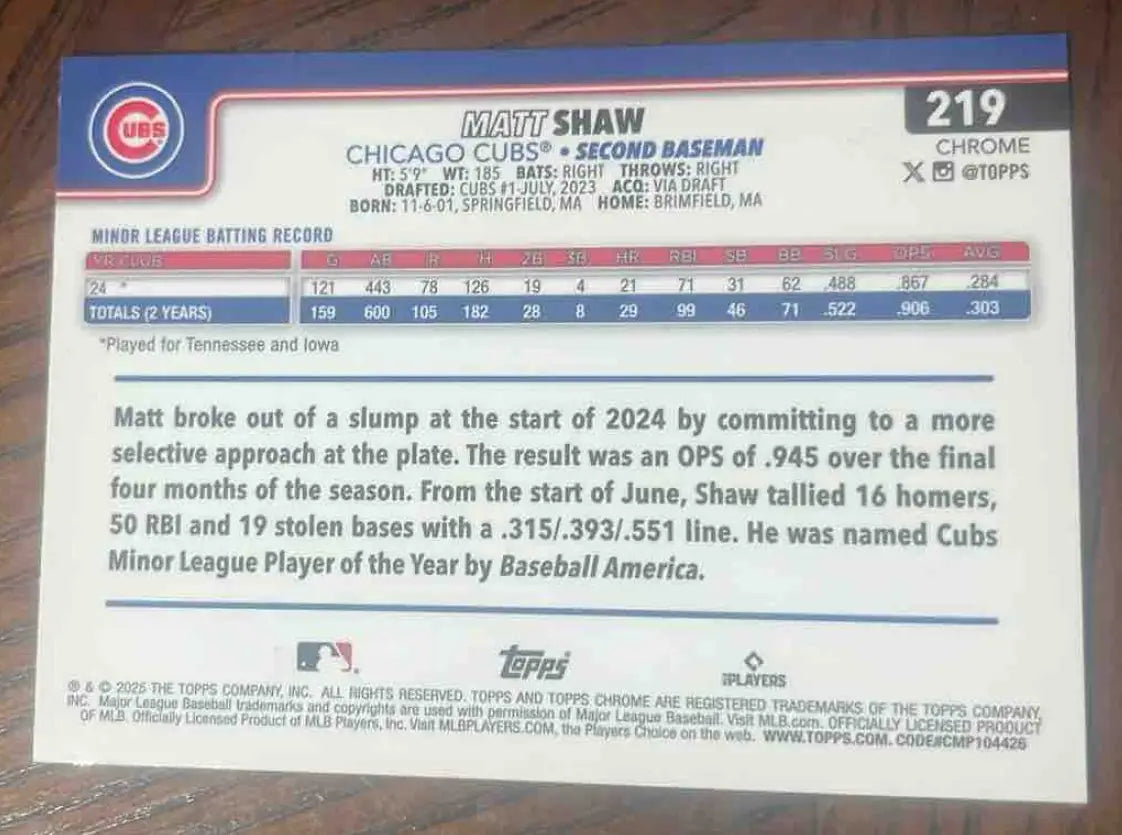 CUBS
MATT SHAW
219
CHICAGO CUBS® • SECOND BASEMAN
CHROME
HT: 5'9" WT: 185 BATS: RIGHT THROWS: RIGHT
@TOPPS
DRAFTED: CUBS #1-JULY, 2023 ACQ: VIA DRAFT
BORN: 11-6-01, SPRINGFIELD, MA HOME: BRIMFIELD, MA
MINOR LEAGUE BATTING RECORD
YR CLUB G AB R H 2B 3B HR RBI SB BB SLG OPS AVG
24 * 121 443 78 126 19 4 21 71 31 62 .488 .867 .284
TOTALS (2 YEARS) 159 600 105 182 28 8 29 99 46 71 .522 .906 .303
*Played for Tennessee and Iowa
Matt broke out of a slump at the start of 2024 by committing to a more
selective approach at the plate. The result was an OPS of .945 over the final
four months of the season. From the start of June, Shaw tallied 16 homers,
50 RBI and 19 stolen bases with a .315/.393/.551 line. He was named Cubs
Minor League Player of the Year by Baseball America.
topps
PLAYERS
® & © 2025 THE TOPPS COMPANY, INC. ALL RIGHTS RESERVED. TOPPS AND TOPPS CHROME ARE REGISTERED TRADEMARKS OF THE TOPPS COMPANY,
INC. Major League Baseball trademarks and copyrights are used with permission of Major League Baseball. Visit MLB.com. OFFICIALLY LICENSED PRODUCT
OF MLB. Officially Licensed Product of MLB Players, Inc. Visit MLBPLAYERS.COM, the Players Choice on the web. WWW.TOPPS.COM. CODE#CMP104426